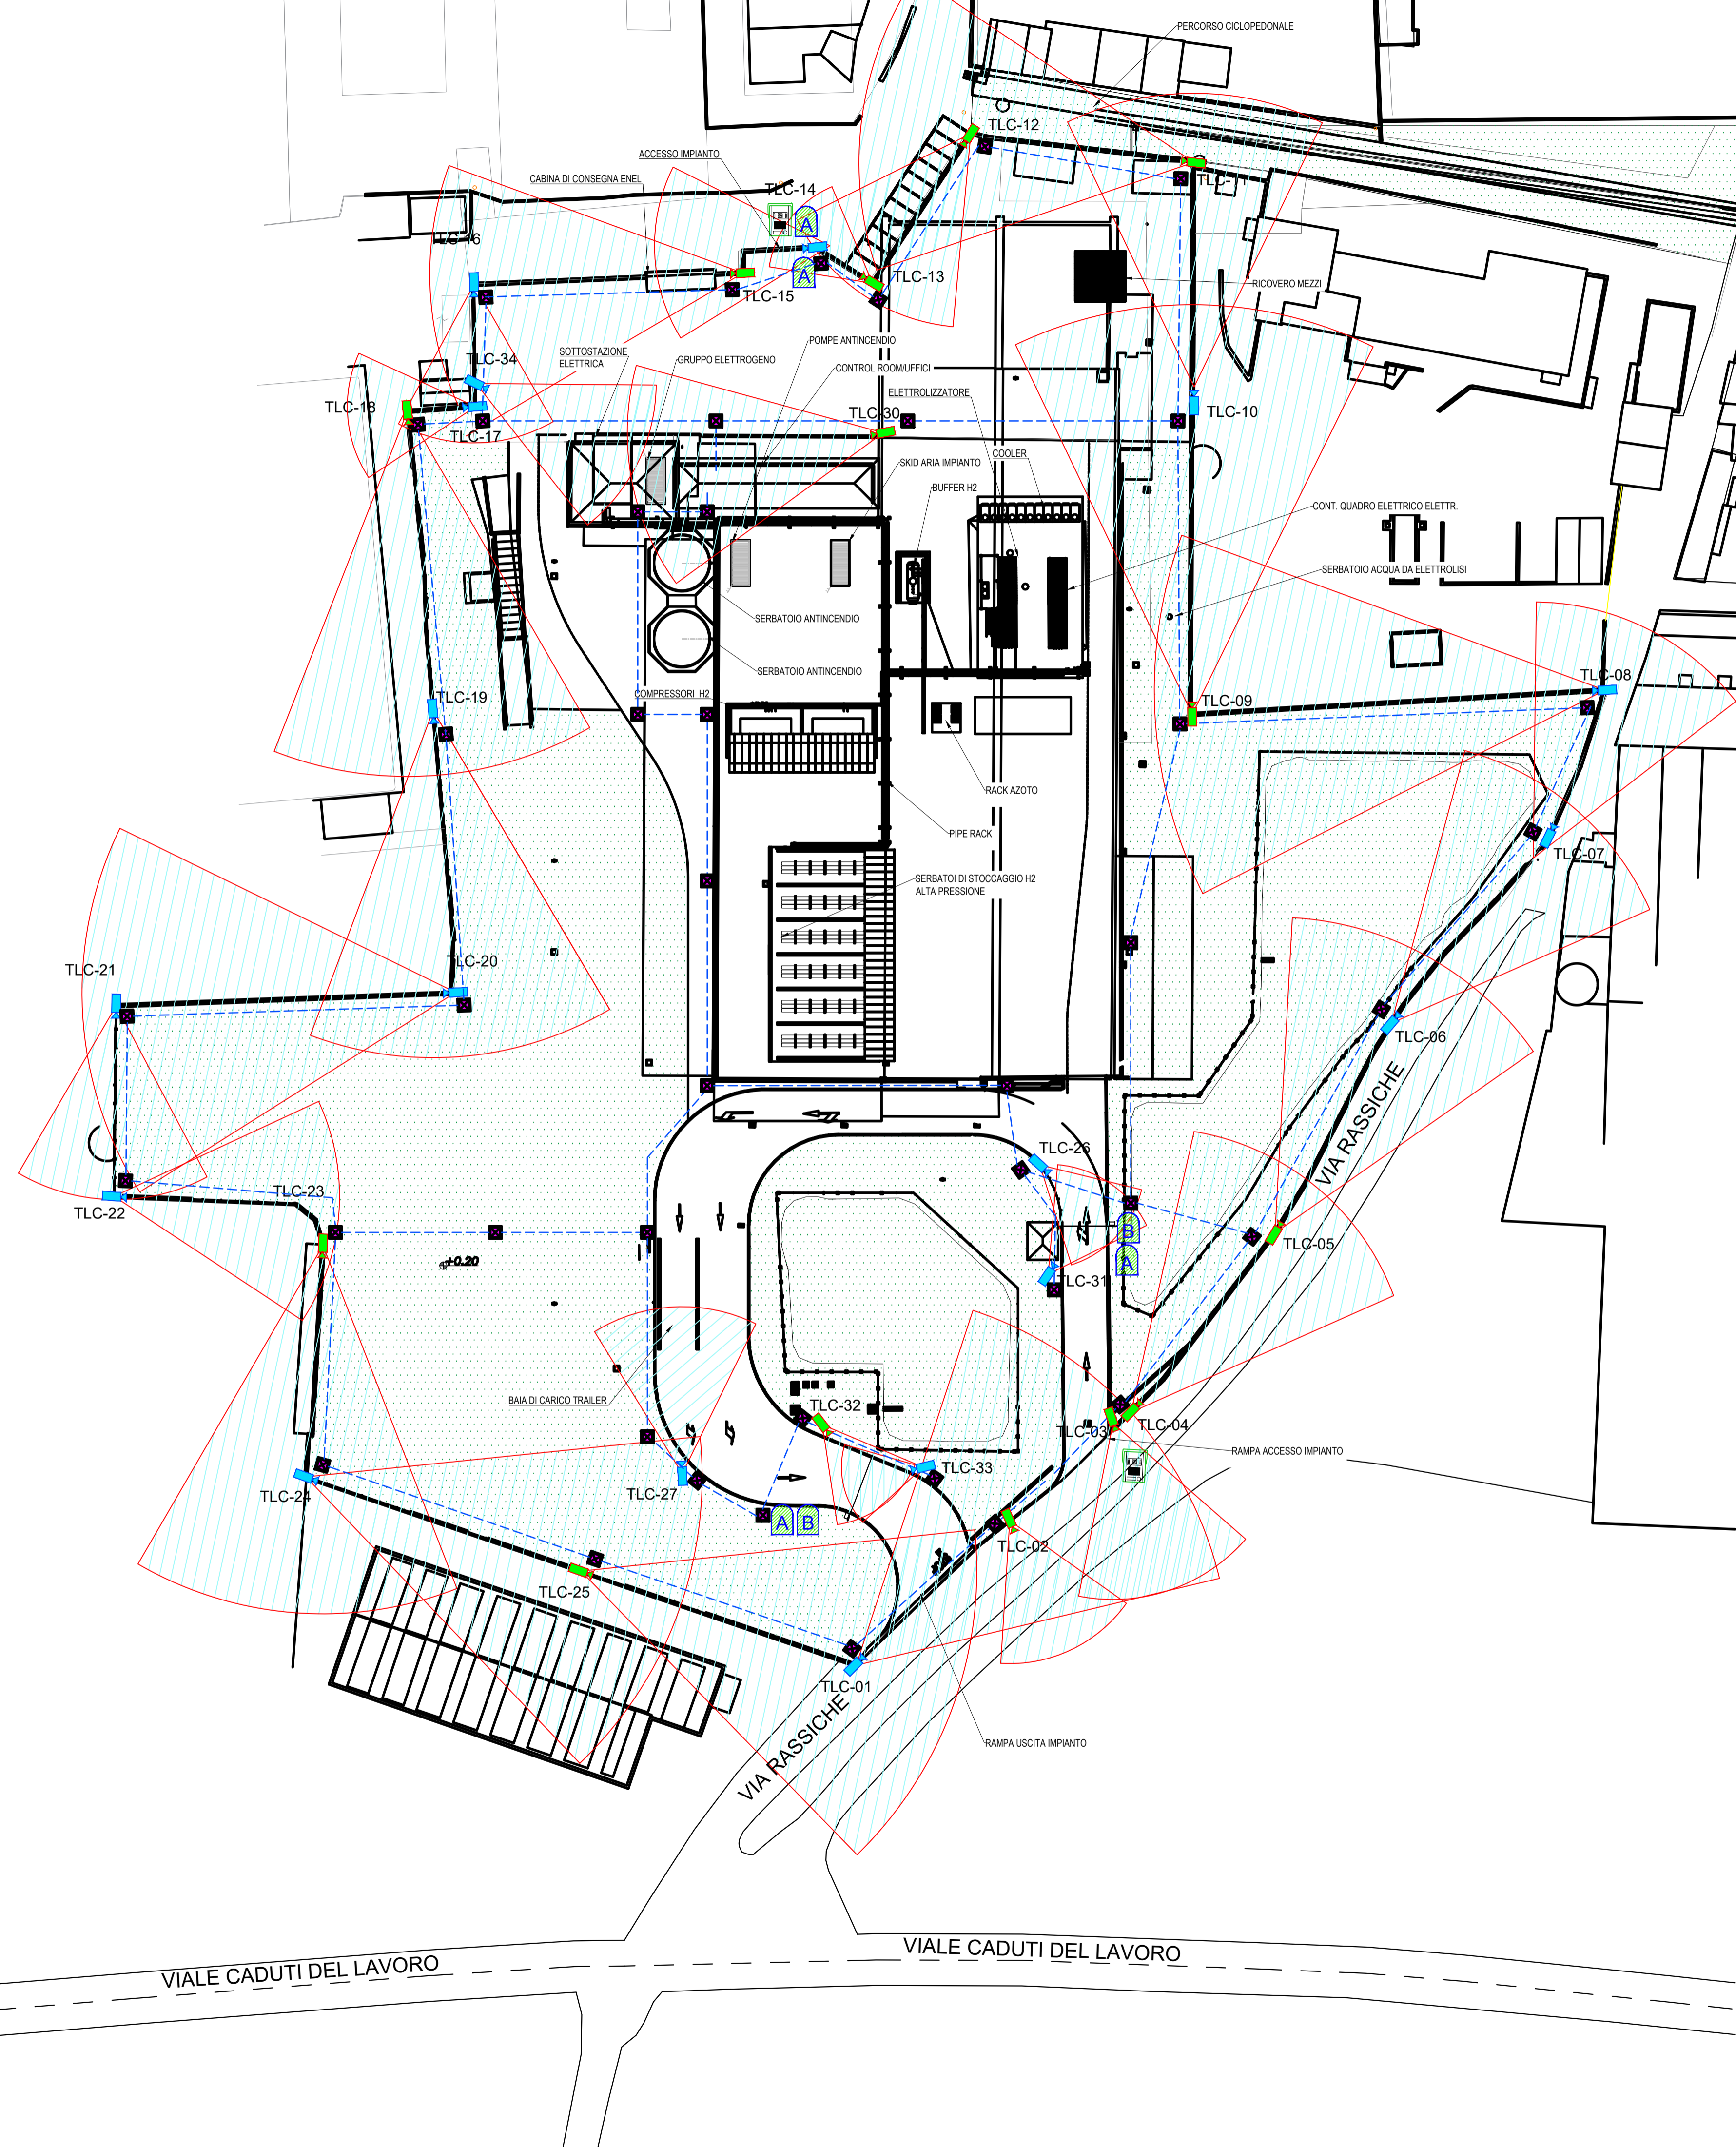 PERCORSO CICLOPEDONALE
TLC-12
ACCESSO IMPIANTO
CABINA DI CONSEGNA ENEL
TLC-14
TLC-11
A
TLC-16
A
TLC-13
TLC-15
RICOVERO MEZZI
POMPE ANTINCENDIO
SOTTOSTAZIONE
ELETTRICA
GRUPPO ELETTROGENO
TLC-34
CONTROL ROOM/UFFICI
ELETTROLIZZATORE
TLC-18
TLC-17
TLC-30
TLC-10
COOLER
SKID ARIA IMPIANTO
BUFFER H2
CONT. QUADRO ELETTRICO ELETTR.
SERBATOIO ACQUA DA ELETTROLISI
SERBATOIO ANTINCENDIO
SERBATOIO ANTINCENDIO
TLC-08
COMPRESSORI H2
TLC-19
TLC-09
RACK AZOTO
PIPE RACK
TLC-07
SERBATOI DI STOCCAGGIO H2
ALTA PRESSIONE
TLC-20
TLC-21
TLC-06
VIA RASSICHE
TLC-26
TLC-23
TLC-22
B
TLC-05
A
+0.20
TLC-31
BAIA DI CARICO TRAILER
TLC-32
TLC-03
TLC-04
RAMPA ACCESSO IMPIANTO
TLC-33
TLC-24
TLC-27
A
B
TLC-02
TLC-25
TLC-01
VIA RASSICHE
RAMPA USCITA IMPIANTO
VIALE CADUTI DEL LAVORO
VIALE CADUTI DEL LAVORO